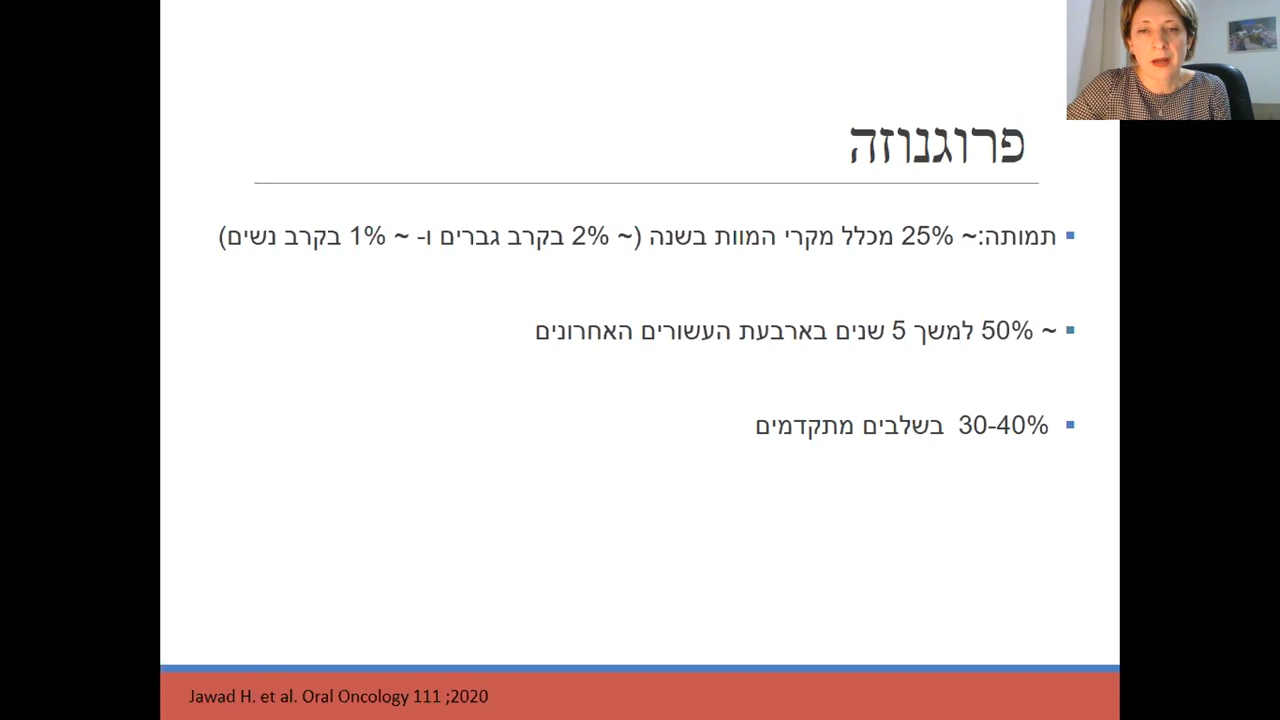 פרוגנוזה
תמותה:~ 25% מכלל מקרי המוות בשנה (~ 2% בקרב גברים ו- ~ 1% בקרב נשים)
~ 50% למשך 5 שנים בארבעת העשורים האחרונים
30-40% בשלבים מתקדמים
Jawad H. et al. Oral Oncology 111 ;2020